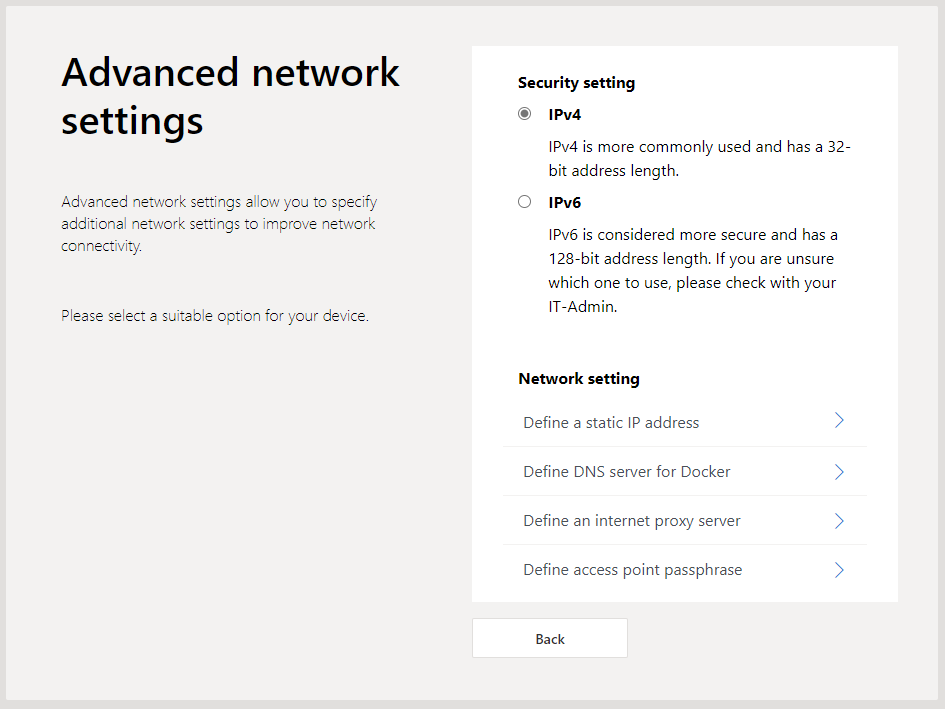 Advanced network
settings
Advanced network settings allow you to specify
additional network settings to improve network
connectivity.
Please select a suitable option for your device.
Security setting
IPv4
IPv4 is more commonly used and has a 32-
bit address length.
IPv6
IPv6 is considered more secure and has a
128-bit address length. If you are unsure
which one to use, please check with your
IT-Admin.
Network setting
Define a static IP address
Define DNS server for Docker
Define an internet proxy server
Define access point passphrase
Back